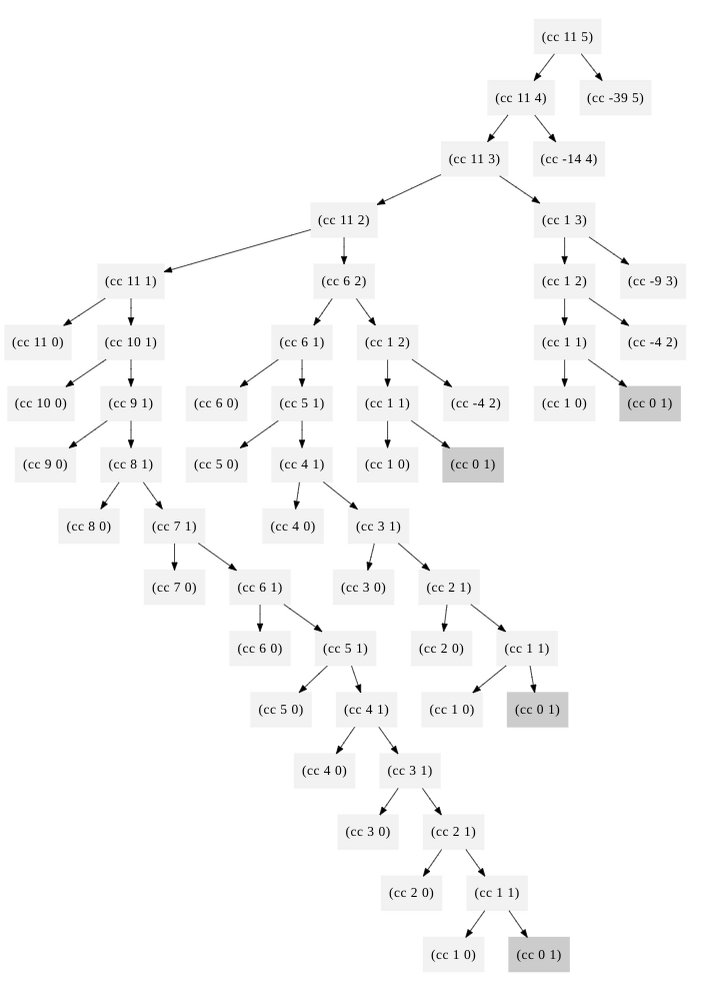 (cc 11 5)
(cc 11 4) (cc -39 5)
(cc 11 3) (cc -14 4)
(cc 11 2) (cc 1 3)
(cc 11 1) (cc 6 2) (cc 1 2) (cc -9 3)
(cc 11 0) (cc 10 1) (cc 6 1) (cc 1 2) (cc 1 1) (cc -4 2)
(cc 10 0) (cc 9 1) (cc 6 0) (cc 5 1) (cc 1 1) (cc -4 2) (cc 1 0) (cc 0 1)
(cc 9 0) (cc 8 1) (cc 5 0) (cc 4 1) (cc 1 0) (cc 0 1)
(cc 8 0) (cc 7 1) (cc 4 0) (cc 3 1)
(cc 7 0) (cc 6 1) (cc 3 0) (cc 2 1)
(cc 6 0) (cc 5 1) (cc 2 0) (cc 1 1)
(cc 5 0) (cc 4 1) (cc 1 0) (cc 0 1)
(cc 4 0) (cc 3 1)
(cc 3 0) (cc 2 1)
(cc 2 0) (cc 1 1)
(cc 1 0) (cc 0 1)